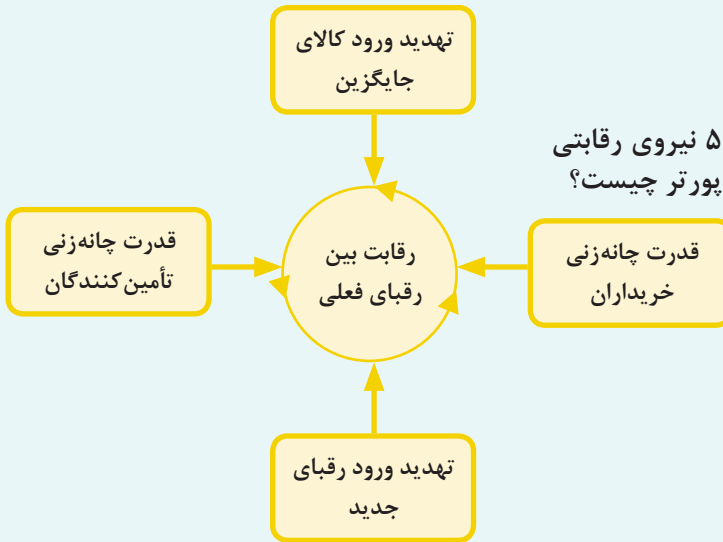 تهدید ورود کالای
جایگزین
۵ نیروی رقابتی
پورتر چیست؟
قدرت چانه‌زنی
خریداران
رقابت بین
رقبای فعلی
قدرت چانه‌زنی
تأمین‌کنندگان
تهدید ورود رقبای
جدید